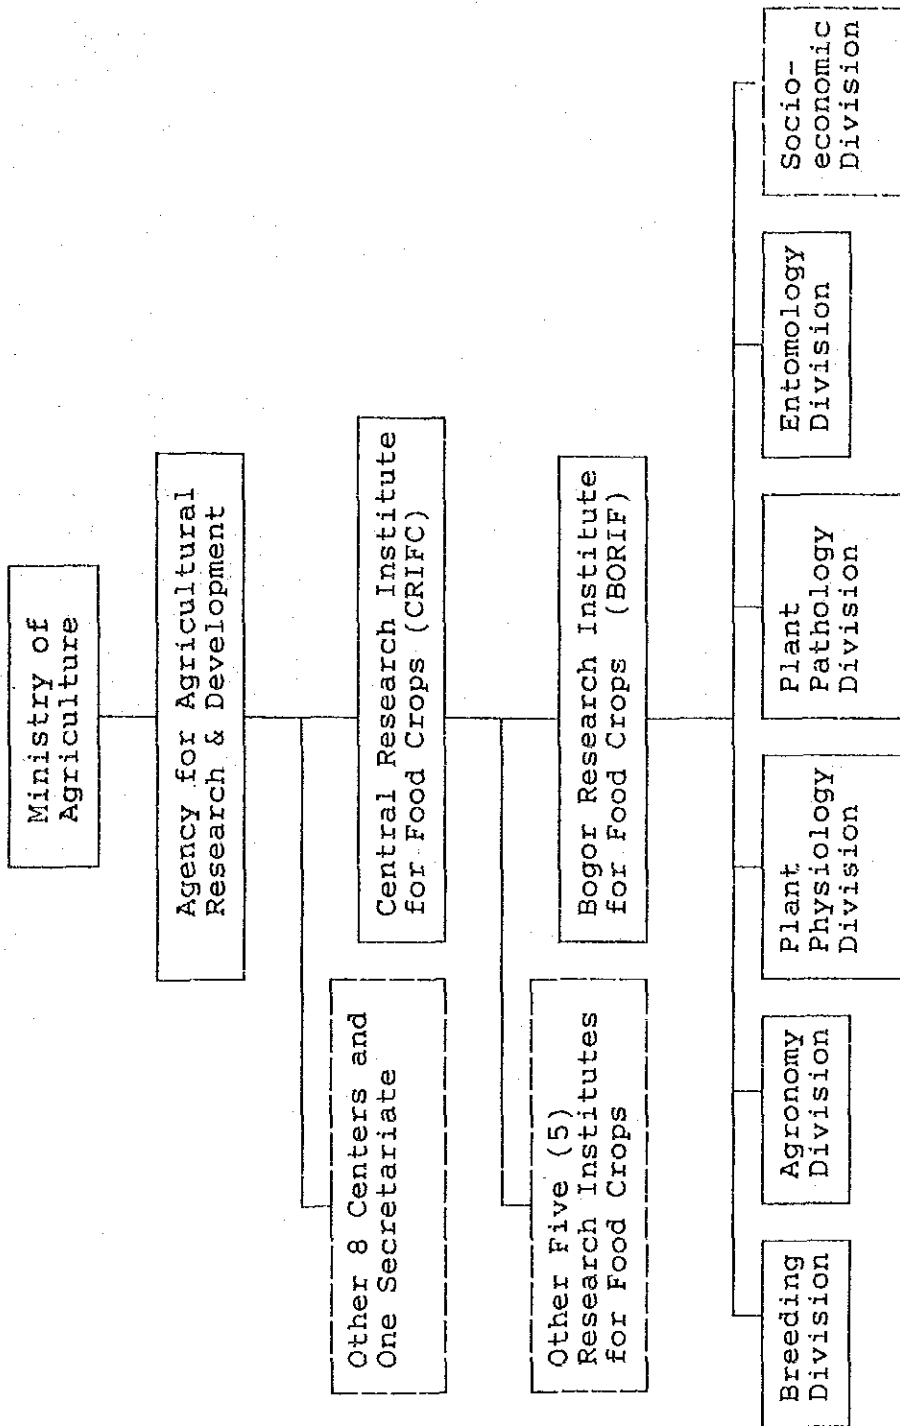 Ministry of
Agriculture
Agency for Agricultural
Research & Development
Other 8 Centers and
One Secretariate
Central Research Institute
for Food Crops (CRIFC)
Other Five (5)
Research Institutes
for Food Crops
Bogor Research Institute
for Food Crops (BORIF)
Breeding
Division
Agronomy
Division
Plant
Physiology
Division
Plant
Pathology
Division
Entomology
Division
Socio-
economic
Division